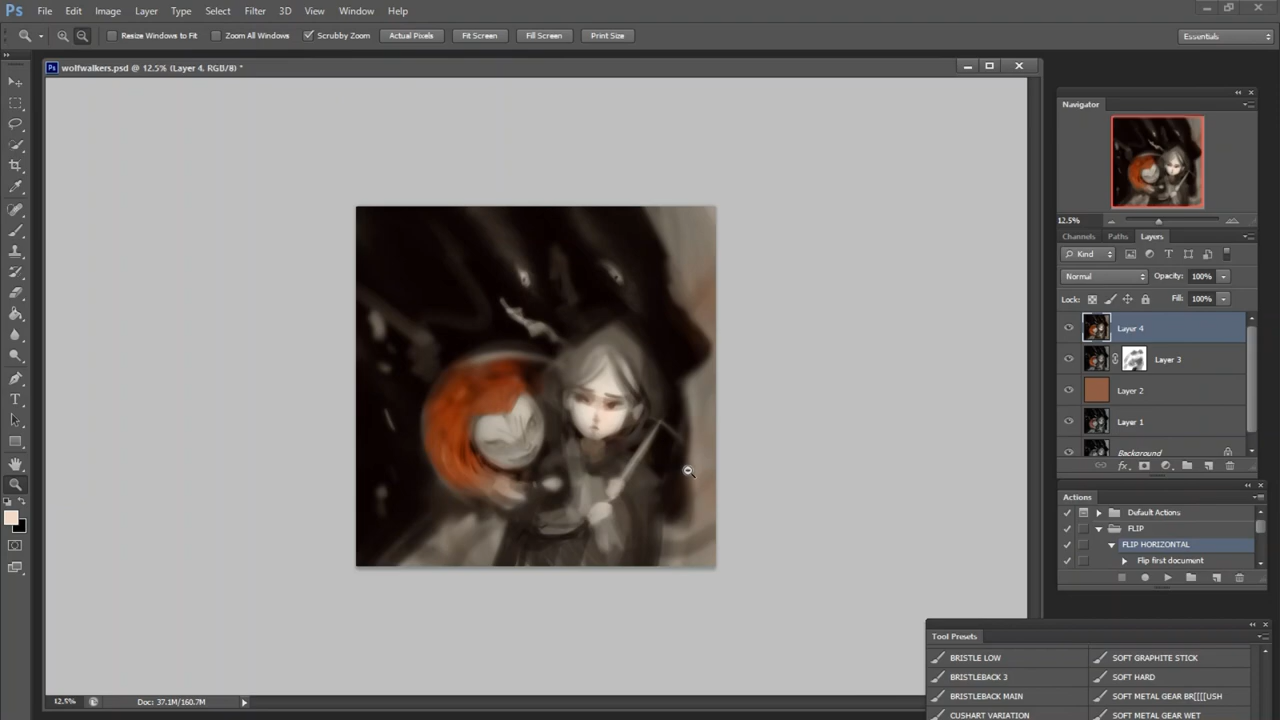 Ps File Edit Image Layer Type Select Filter 3D View Window Help
Resize Windows to Fit Zoom All Windows Scrubby Zoom Actual Pixels Fit Screen Fill Screen Print Size Essentials
Ps wolfwalkers.psd @ 12.5% (Layer 4, RGB/8) *
Navigator
12.5%
Channels Paths Layers
Kind
Normal Opacity: 100%
Lock: Fill: 100%
Layer 4
Layer 3
Layer 2
Layer 1
Background
fx
Actions
Default Actions
FLIP
FLIP HORIZONTAL
Flip first document
Tool Presets
BRISTLE LOW SOFT GRAPHITE STICK
BRISTLEBACK 3 SOFT HARD
BRISTLEBACK MAIN SOFT METAL GEAR BR[[[[USH
CUSHART VARIATION SOFT METAL GEAR WET
12.5% Doc: 37.1M/160.7M